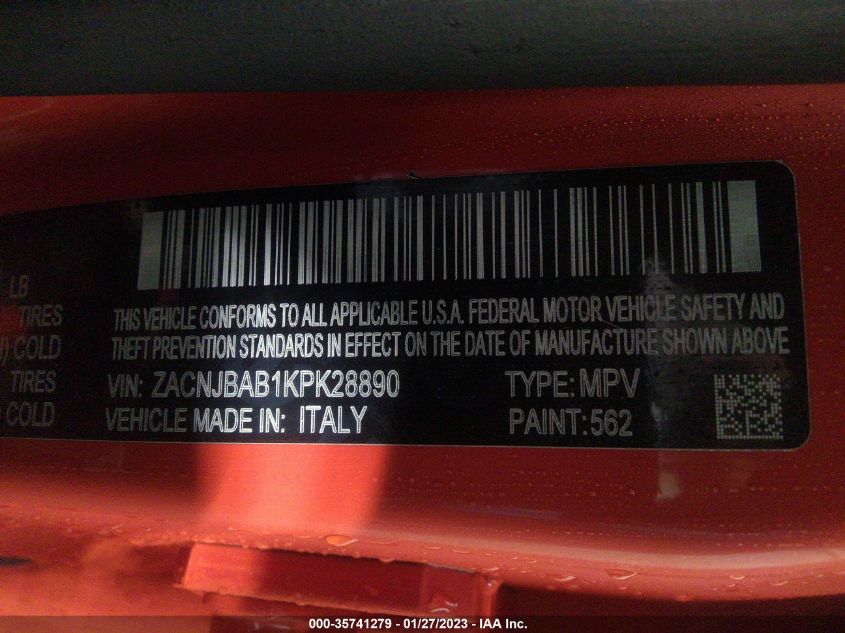 LB
TIRES
COLD
TIRES
COLD
THIS VEHICLE CONFORMS TO ALL APPLICABLE U.S.A. FEDERAL MOTOR VEHICLE SAFETY AND
THEFT PREVENTION STANDARDS IN EFFECT ON THE DATE OF MANUFACTURE SHOWN ABOVE
VIN: ZACNJBAB1KPK28890 TYPE: MPV
VEHICLE MADE IN: ITALY PAINT: 562
000-35741279 — 01/27/2023 - IAA Inc.